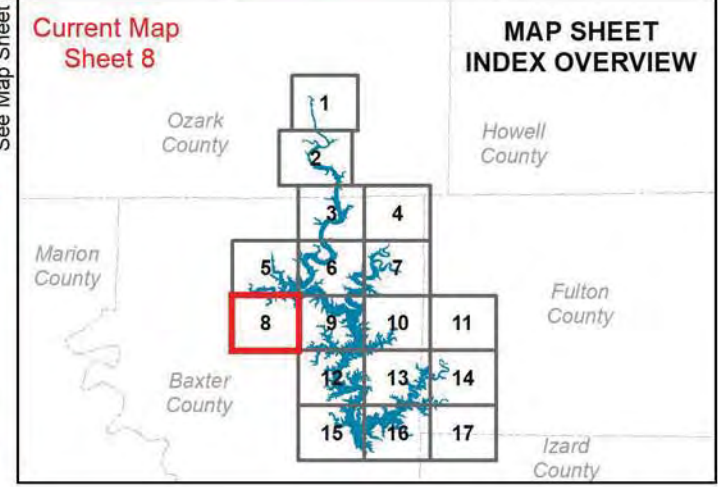 See Map Sheet
Current Map
Sheet 8
MAP SHEET
INDEX OVERVIEW
Ozark
County
Howell
County
1
2
3
4
Marion
County
5
6
7
Fulton
County
8
9
10
11
Baxter
County
12
13
14
15
16
17
Izard
County